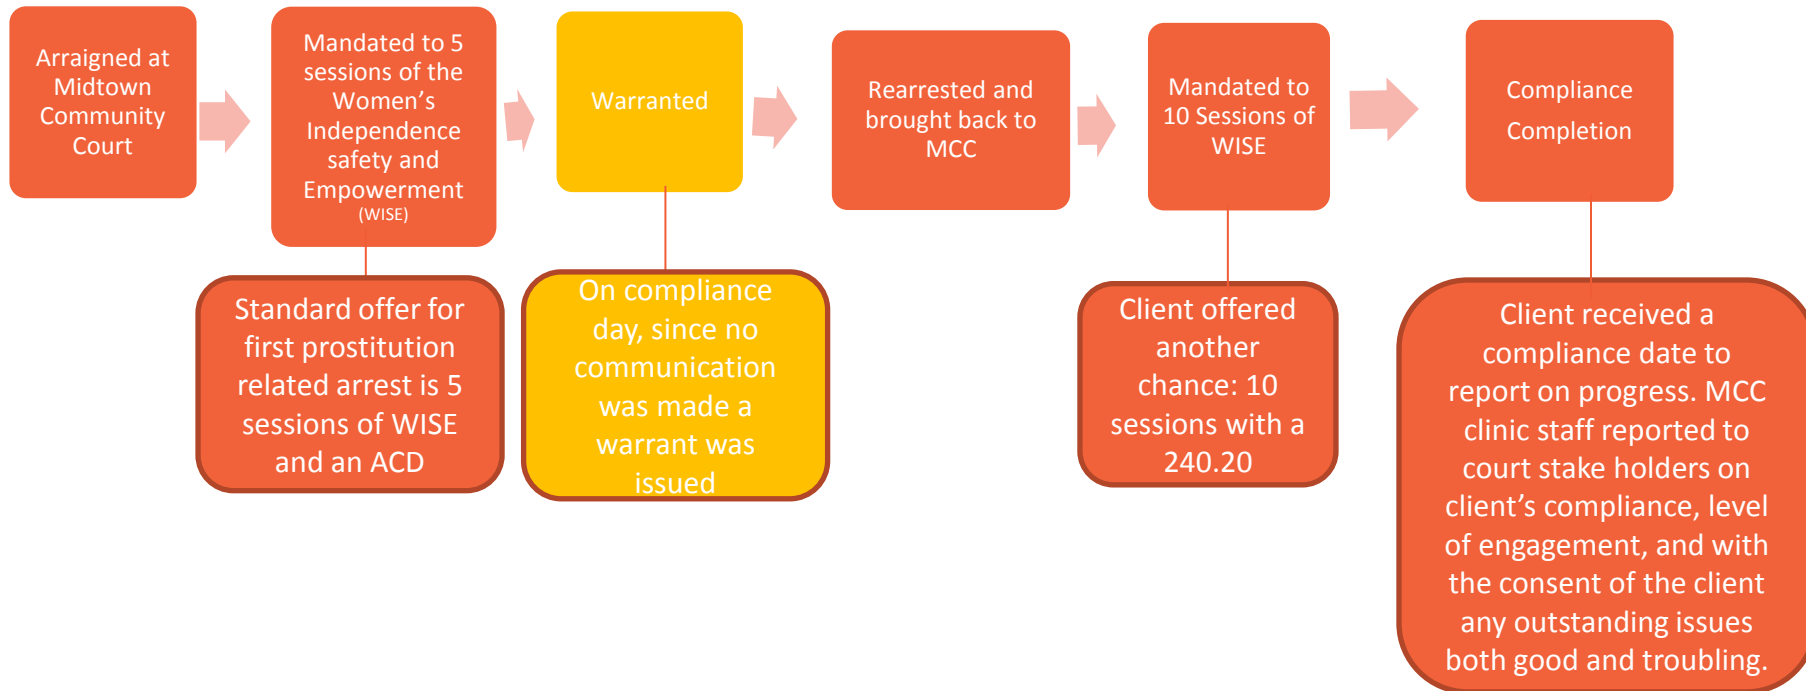 Arraigned at
Midtown
Community
Court
Mandated to 5
sessions of the
Women's
Independence
safety and
Empowerment
(WISE)
Warranted
Rearrested and
brought back to
MCC
Mandated to
10 Sessions of
WISE
Compliance
Completion
Standard offer for
first prostitution
related arrest is 5
sessions of WISE
and an ACD
On compliance
day, since no
communication
was made a
warrant was
issued
Client offered
another
chance: 10
sessions with a
240.20
Client received a
compliance date to
report on progress. MCC
clinic staff reported to
court stake holders on
client's compliance, level
of engagement, and with
the consent of the client
any outstanding issues
both good and troubling.